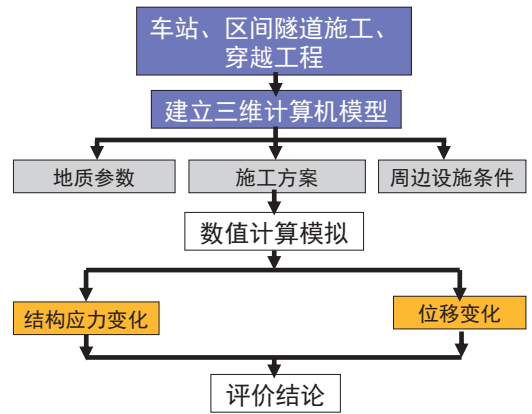 车站、区间隧道施工、
穿越工程
建立三维计算机模型
地质参数
施工方案
周边设施条件
数值计算模拟
结构应力变化
位移变化
评价结论